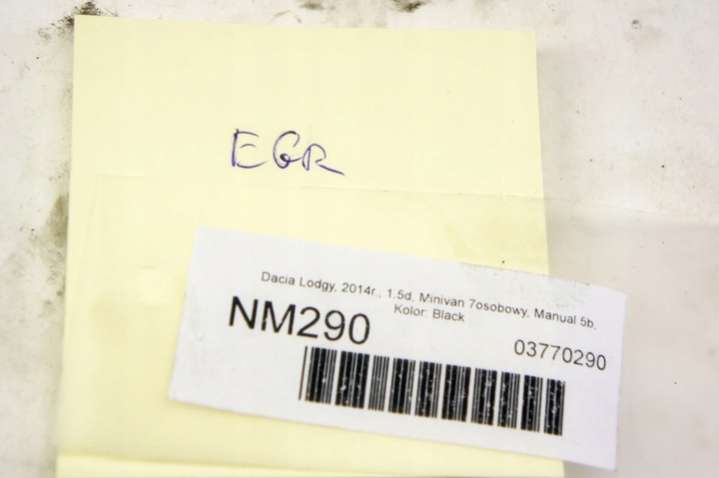 EGR
Dacia Lodgy, 2014r., 1.5d, Minivan 7osobowy, Manual 5b,
Kolor: Black
NM290
03770290